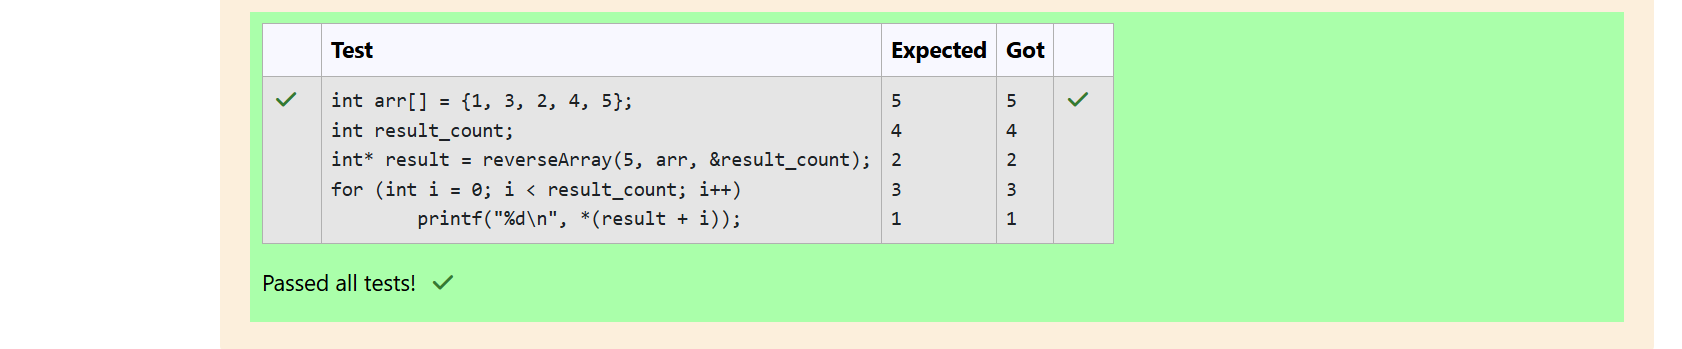 Test Expected Got
int arr[] = {1, 3, 2, 4, 5}; 5 5
int result_count; 4 4
int* result = reverseArray(5, arr, &result_count); 2 2
for (int i = 0; i < result_count; i++) 3 3
        printf("%d\n", *(result + i)); 1 1
Passed all tests!